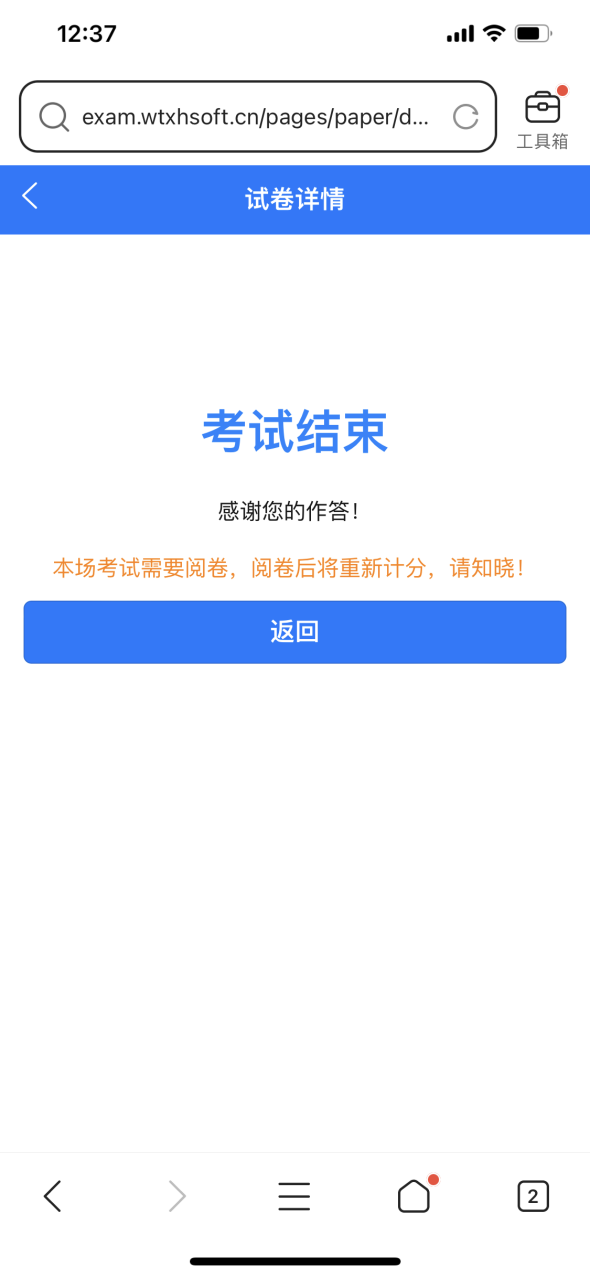 12:37
exam.wtxhsoft.cn/pages/paper/d...
工具箱
试卷详情
考试结束
感谢您的作答！
本场考试需要阅卷，阅卷后将重新计分，请知晓！
返回
2